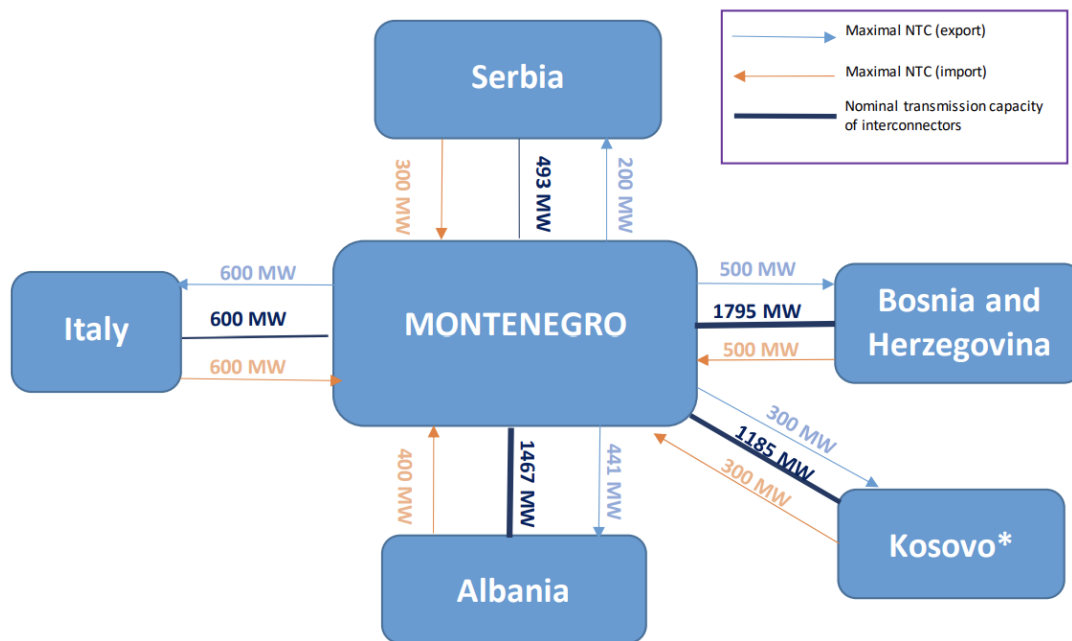 Maximal NTC (export)
Maximal NTC (import)
Nominal transmission capacity
of interconnectors
Serbia
300 MW
493 MW
200 MW
Italy
600 MW
600 MW
600 MW
MONTENEGRO
500 MW
1795 MW
500 MW
Bosnia and
Herzegovina
300 MW
1185 MW
300 MW
Kosovo*
400 MW
1467 MW
441 MW
Albania